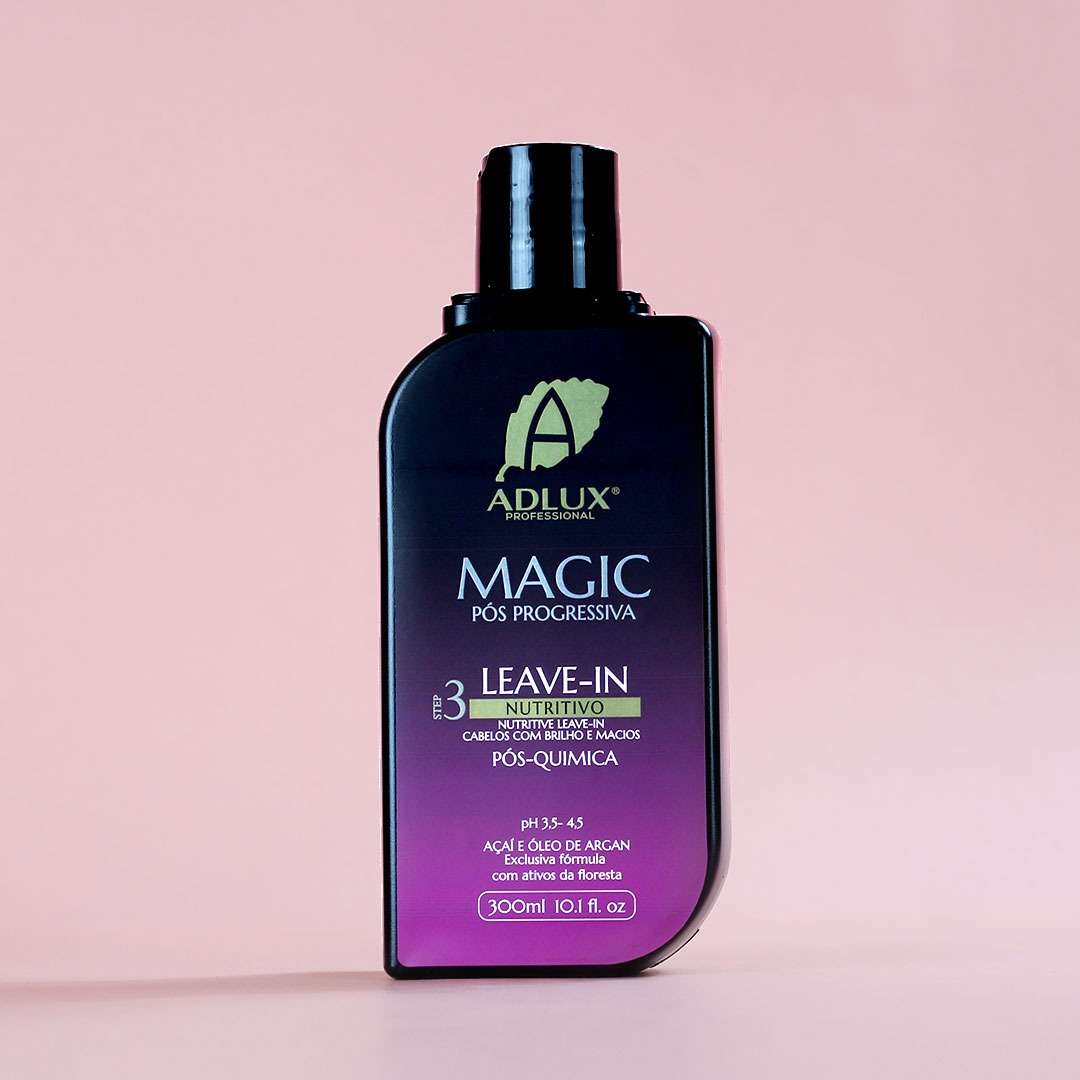 A
ADLUX®
PROFESSIONAL
MAGIC
PÓS PROGRESSIVA
STEP 3
LEAVE-IN
NUTRITIVO
NUTRITIVE LEAVE-IN
CABELOS COM BRILHO E MACIOS
PÓS-QUIMICA
pH 3,5- 4,5
AÇAÍ E ÓLEO DE ARGAN
Exclusiva fórmula
com ativos da floresta
300ml 10.1 fl. oz